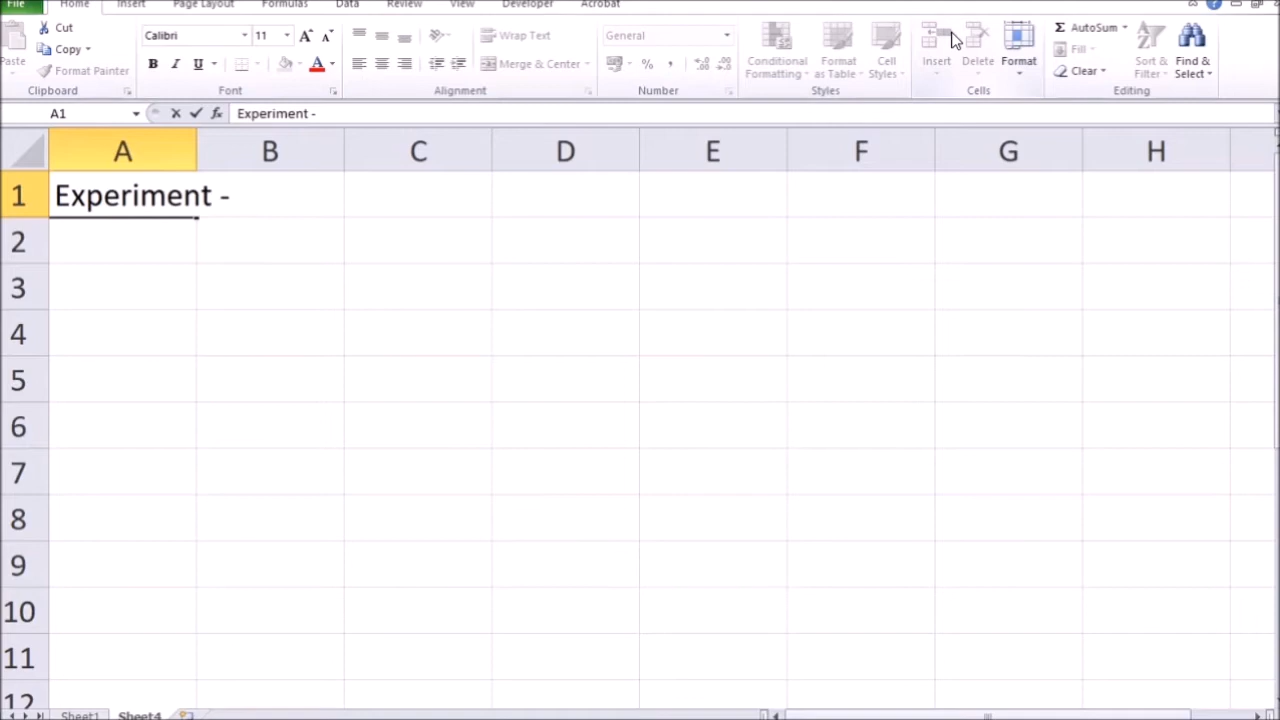 File Home Insert Page Layout Formulas Data Review View Developer Acrobat
Paste
Cut
Copy
Format Painter
Clipboard
Calibri 11
B I U
Font
Wrap Text
Merge & Center
Alignment
General
%
Number
Conditional Formatting
Format as Table
Cell Styles
Styles
Insert
Delete
Format
Cells
Σ AutoSum
Fill
Clear
Sort & Filter
Find & Select
Editing
A1 fx Experiment -
A B C D E F G H
1 Experiment -
2
3
4
5
6
7
8
9
10
11
12
Sheet1 Sheet4